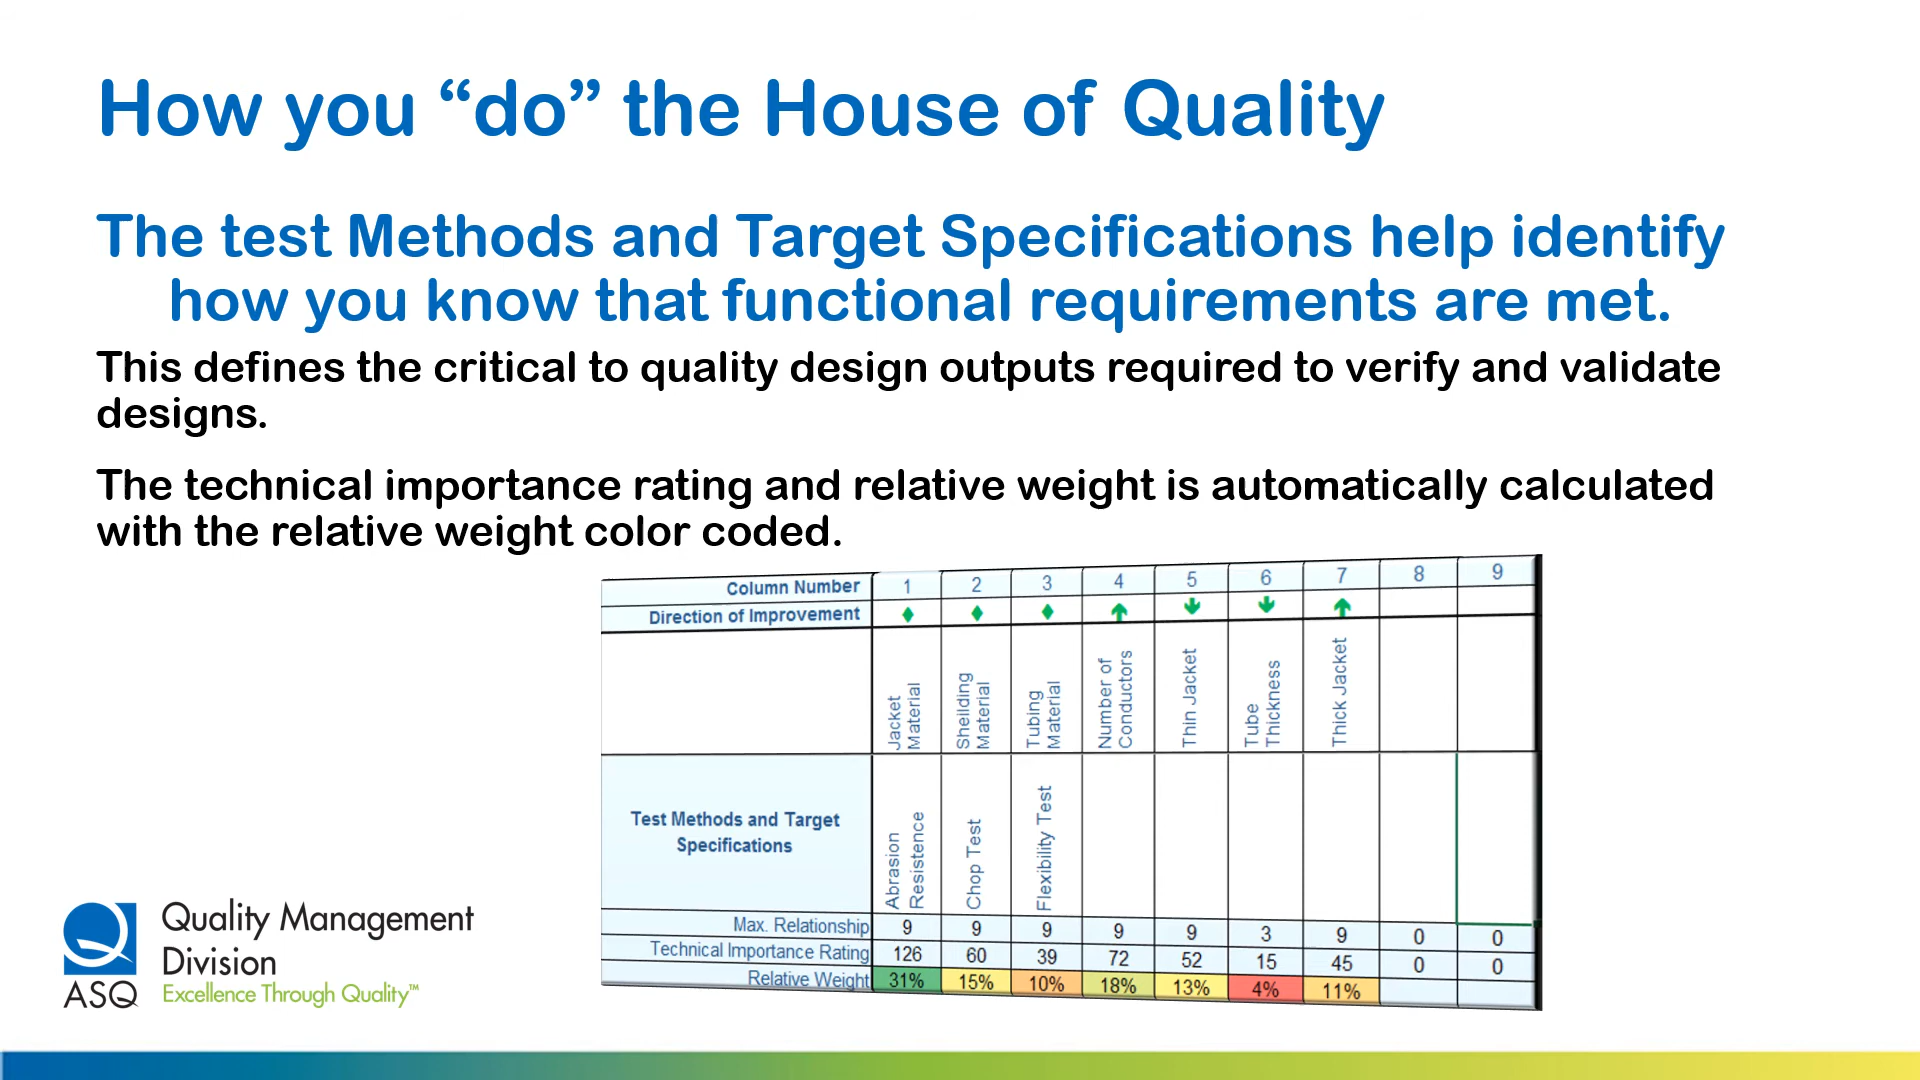 How you “do” the House of Quality
The test Methods and Target Specifications help identify
how you know that functional requirements are met.
This defines the critical to quality design outputs required to verify and validate
designs.
The technical importance rating and relative weight is automatically calculated
with the relative weight color coded.
Column Number 1 2 3 4 5 6 7 8 9
Direction of Improvement
Jacket
Material
Sheilding
Material
Tubing
Material
Number of
Conductors
Thin Jacket
Tube
Thickness
Thick Jacket
Test Methods and Target
Specifications
Abrasion
Resistence
Chop Test
Flexibility Test
Max. Relationship 9 9 9 9 9 3 9 0 0
Technical Importance Rating 126 60 39 72 52 15 45 0 0
Relative Weight 31% 15% 10% 18% 13% 4% 11%
Quality Management
Division
Excellence Through Quality™
ASQ